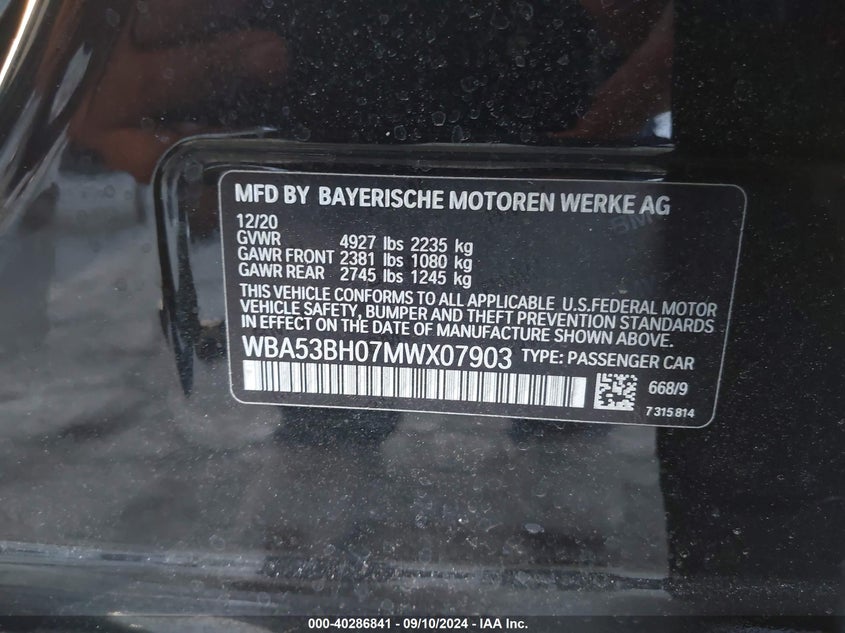 MFD BY BAYERISCHE MOTOREN WERKE AG
12/20
GVWR 4927 lbs 2235 kg
GAWR FRONT 2381 lbs 1080 kg
GAWR REAR 2745 lbs 1245 kg
THIS VEHICLE CONFORMS TO ALL APPLICABLE U.S.FEDERAL MOTOR
VEHICLE SAFETY, BUMPER AND THEFT PREVENTION STANDARDS
IN EFFECT ON THE DATE OF MANUFACTURE SHOWN ABOVE.
WBA53BH07MWX07903 TYPE: PASSENGER CAR
668/9
7 315 814
000-40286841 - 09/10/2024 - IAA Inc.